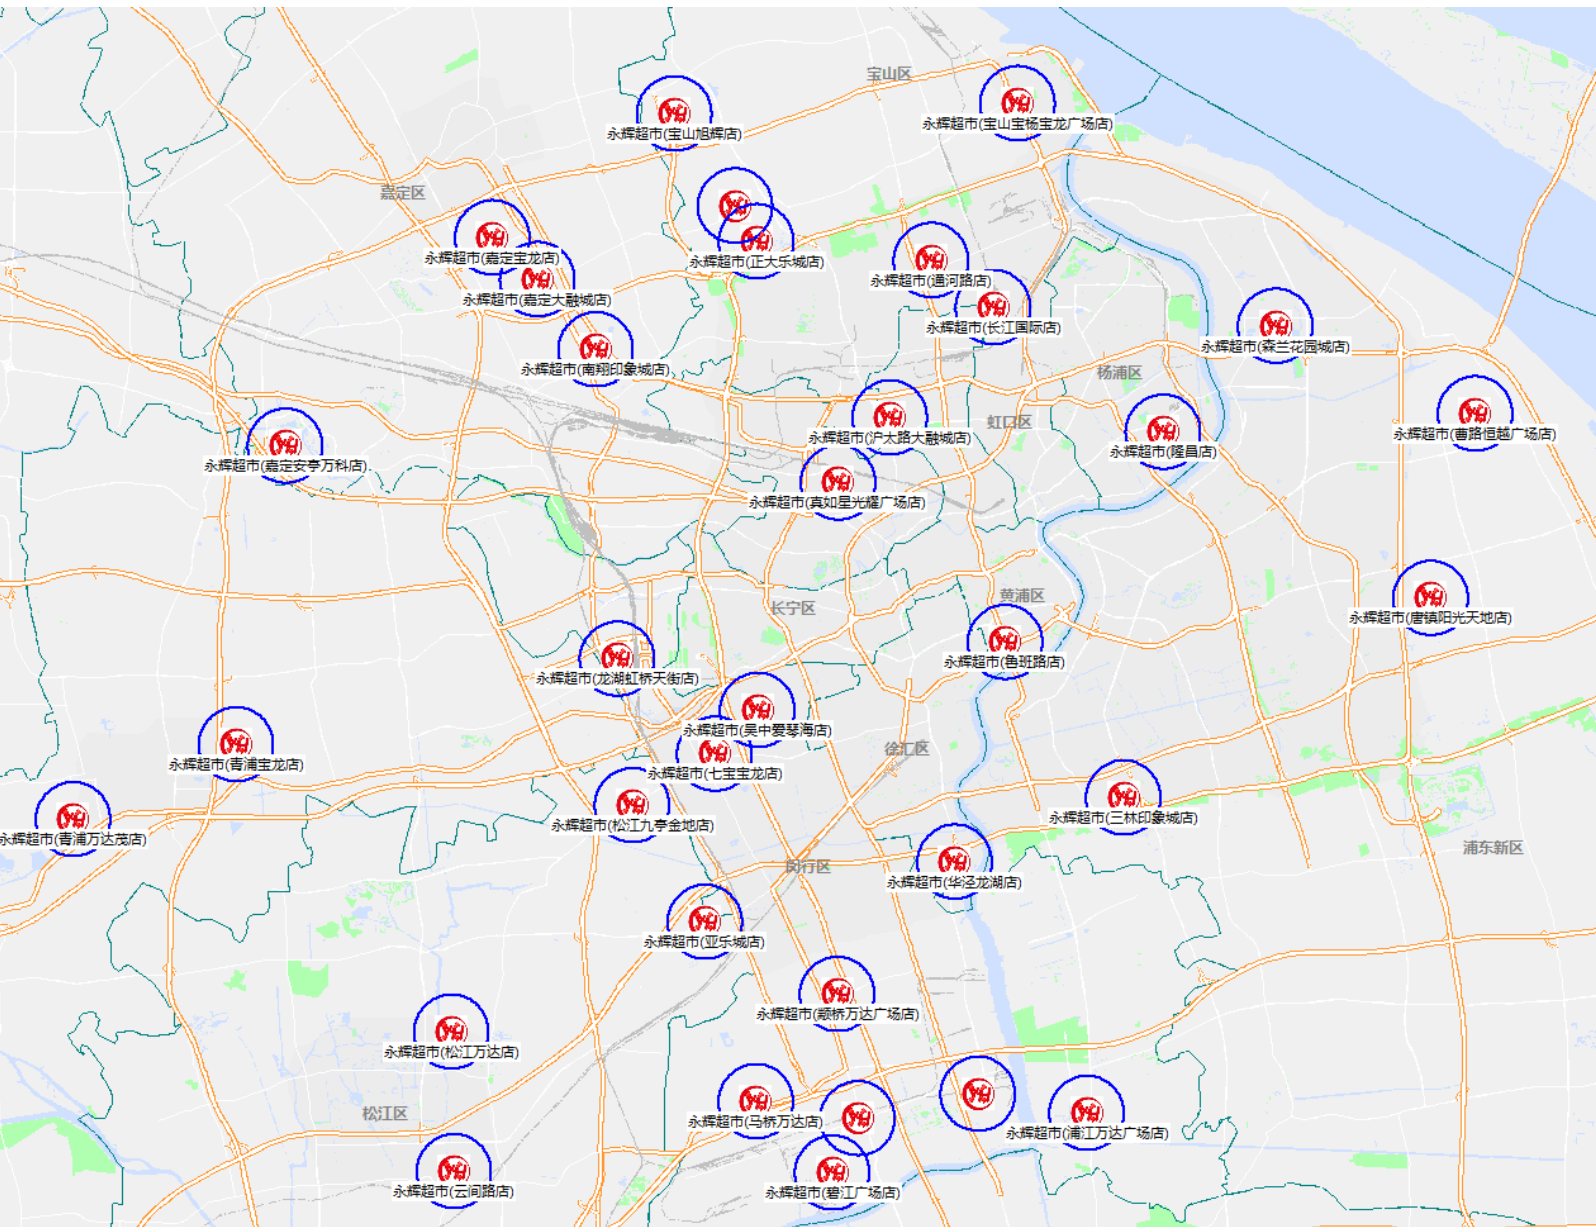 宝山区
永辉超市(宝山旭辉店)
永辉超市(宝山宝杨宝龙广场店)
嘉定区
永辉超市(嘉定宝龙店)
永辉超市(正大乐城店)
永辉超市(通河路店)
永辉超市(嘉定大融城店)
永辉超市(长江国际店)
永辉超市(森兰花园城店)
永辉超市(南翔印象城店)
杨浦区
虹口区
永辉超市(沪太路大融城店)
永辉超市(曹路恒越广场店)
永辉超市(隆昌店)
永辉超市(嘉定安亭万科店)
永辉超市(真如星光耀广场店)
黄浦区
长宁区
永辉超市(唐镇阳光天地店)
永辉超市(鲁班路店)
永辉超市(龙湖虹桥天街店)
永辉超市(吴中爱琴海店)
徐汇区
永辉超市(青浦宝龙店)
永辉超市(七宝宝龙店)
永辉超市(三林印象城店)
永辉超市(松江九亭金地店)
永辉超市(青浦万达茂店)
浦东新区
闵行区
永辉超市(华泾龙湖店)
永辉超市(亚乐城店)
永辉超市(颛桥万达广场店)
永辉超市(松江万达店)
松江区
永辉超市(马桥万达店)
永辉超市(浦江万达广场店)
永辉超市(云间路店)
永辉超市(碧江广场店)